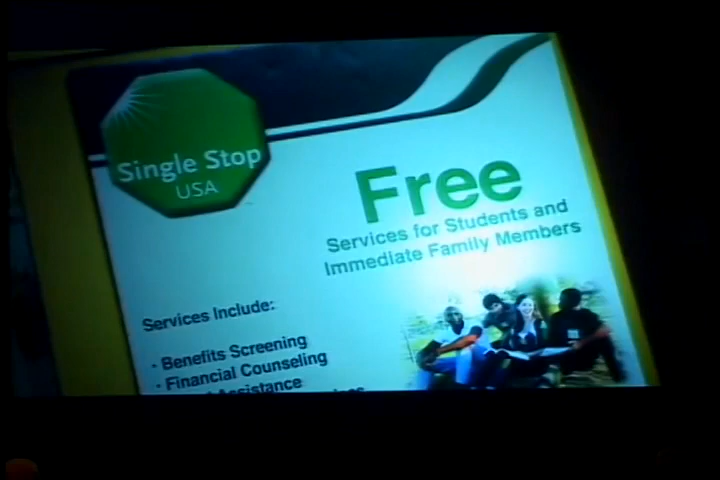 Single Stop
USA
Free
Services for Students and
Immediate Family Members
Services Include:
- Benefits Screening
- Financial Counseling
Assistance